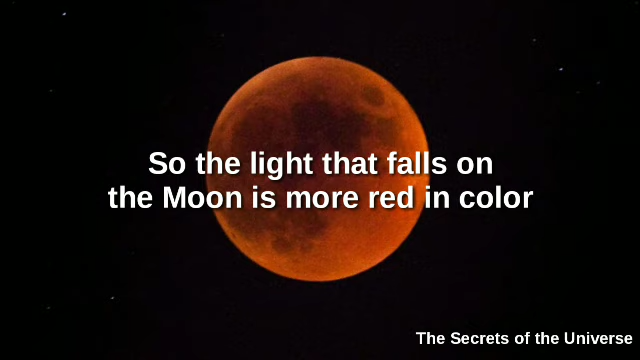 So the light that falls on
the Moon is more red in color
The Secrets of the Universe